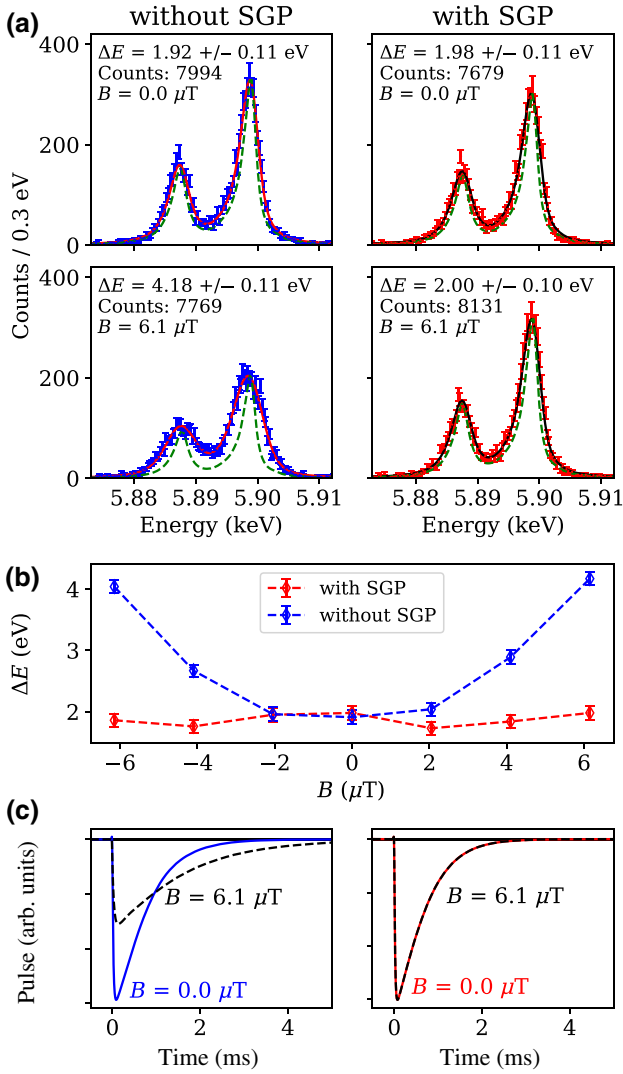 (a)
without SGP
with SGP
Counts / 0.3 eV
400
200
0
ΔE = 1.92 +/− 0.11 eV
Counts: 7994
B = 0.0 μT
ΔE = 1.98 +/− 0.11 eV
Counts: 7679
B = 0.0 μT
400
200
0
ΔE = 4.18 +/− 0.11 eV
Counts: 7769
B = 6.1 μT
ΔE = 2.00 +/− 0.10 eV
Counts: 8131
B = 6.1 μT
5.88 5.89 5.90 5.91
5.88 5.89 5.90 5.91
Energy (keV)
Energy (keV)
(b)
ΔE (eV)
4
3
2
with SGP
without SGP
−6 −4 −2 0 2 4 6
B (μT)
(c)
Pulse (arb. units)
B = 6.1 μT
B = 0.0 μT
B = 6.1 μT
B = 0.0 μT
0 2 4
0 2 4
Time (ms)
Time (ms)